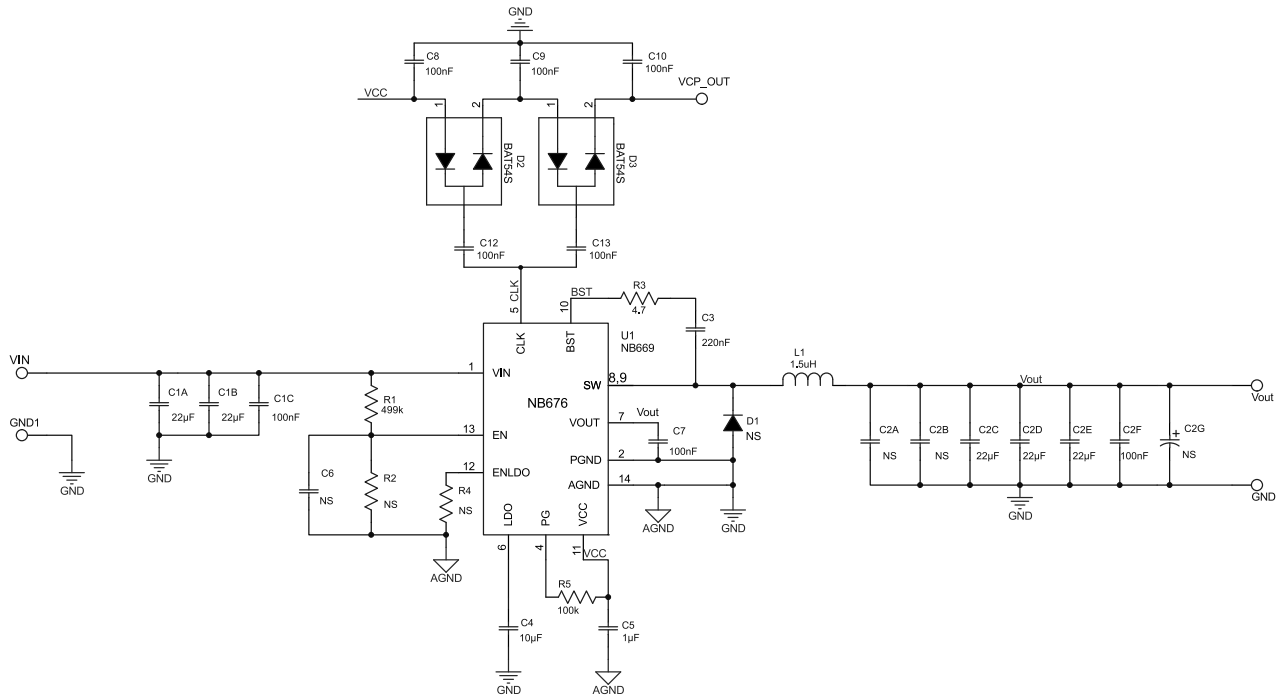 GND
C8
100nF
C9
100nF
C10
100nF
VCC
VCP_OUT
1
2
1
2
D2
BAT54S
D3
BAT54S
C12
100nF
C13
100nF
5
CLK
10
BST
R3
4.7
C3
220nF
CLK
BST
U1
NB669
VIN
1
VIN
C1A
22µF
C1B
22µF
C1C
100nF
R1
499k
SW
8,9
L1
1.5uH
Vout
Vout
NB676
GND1
GND
GND
13
EN
VOUT
7
Vout
C7
100nF
D1
NS
C2A
NS
C2B
NS
C2C
22µF
C2D
22µF
C2E
22µF
C2F
100nF
C2G
NS
C6
NS
R2
NS
12
ENLDO
R4
NS
PGND
2
AGND
14
AGND
GND
GND
GND
LDO
PG
VCC
6
4
11
VCC
AGND
R5
100k
C4
10µF
C5
1µF
GND
AGND